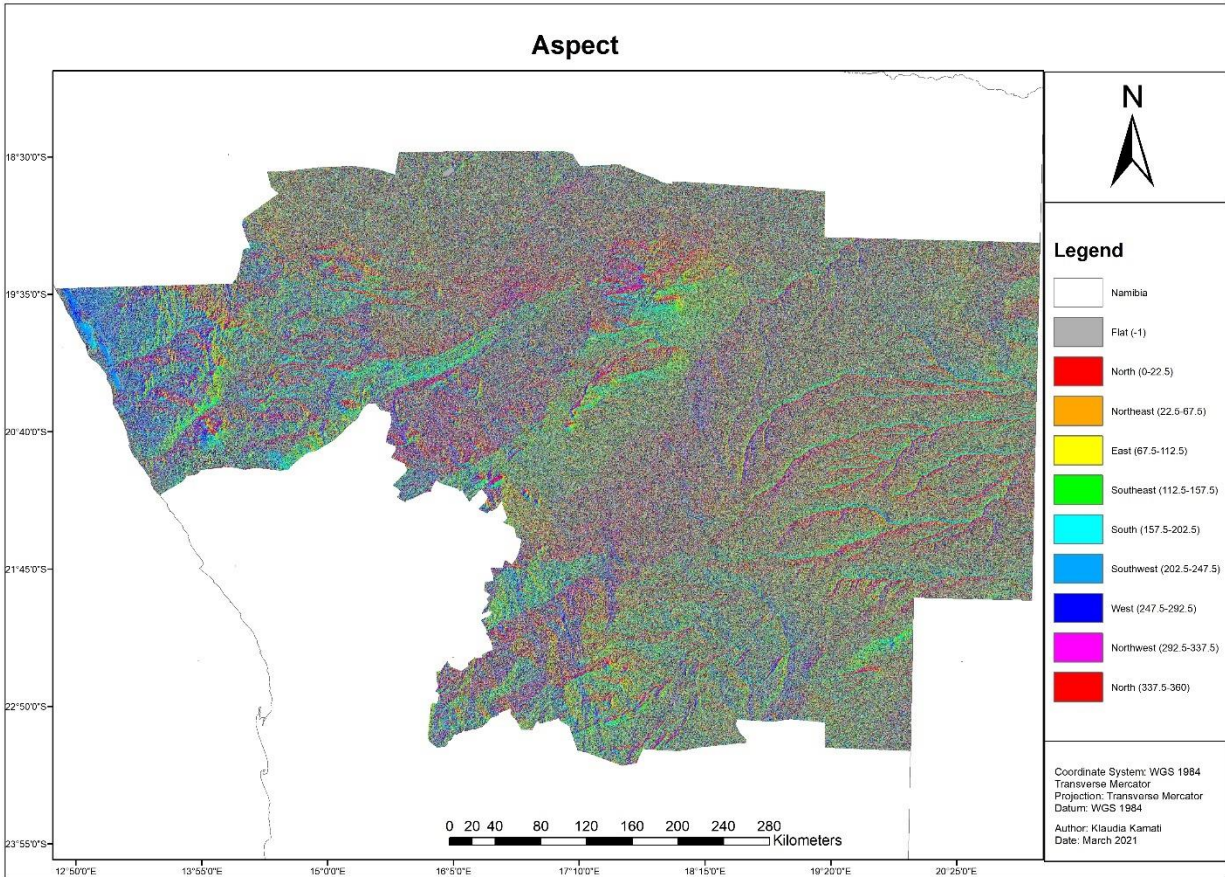 Aspect
18°30'0"S
19°35'0"S
20°40'0"S
21°45'0"S
22°50'0"S
23°55'0"S
12°50'0"E
13°55'0"E
15°0'0"E
16°5'0"E
17°10'0"E
18°15'0"E
19°20'0"E
20°25'0"E
0 20 40 80 120 160 200 240 280
Kilometers
N
Legend
Namibia
Flat (-1)
North (0-22.5)
Northeast (22.5-67.5)
East (67.5-112.5)
Southeast (112.5-157.5)
South (157.5-202.5)
Southwest (202.5-247.5)
West (247.5-292.5)
Northwest (292.5-337.5)
North (337.5-360)
Coordinate System: WGS 1984
Transverse Mercator
Projection: Transverse Mercator
Datum: WGS 1984
Author: Klaudia Kamati
Date: March 2021